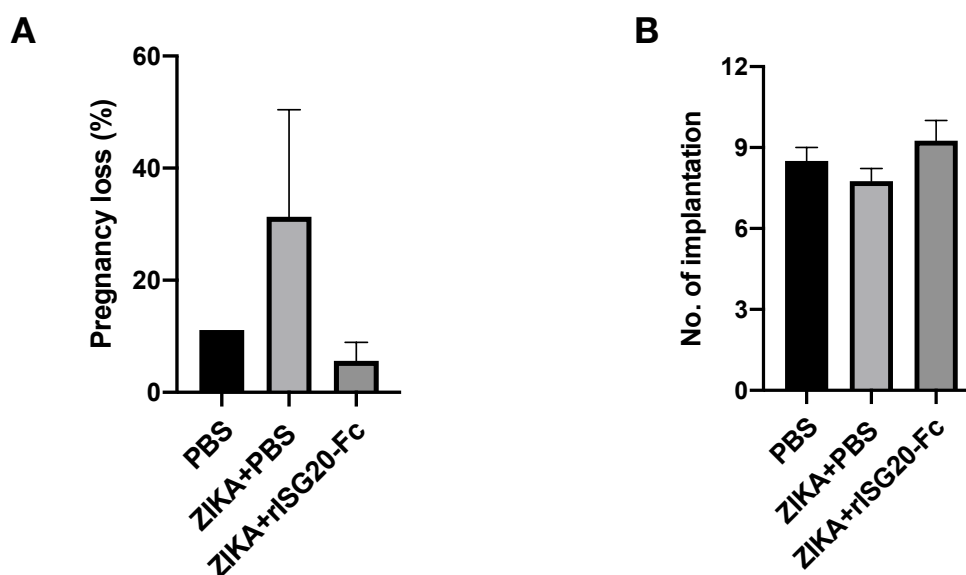 A
Pregnancy loss (%)
60
40
20
0
PBS
ZIKA+PBS
ZIKA+rISG20-Fc
B
No. of implantation
12
9
6
3
0
PBS
ZIKA+PBS
ZIKA+rISG20-Fc